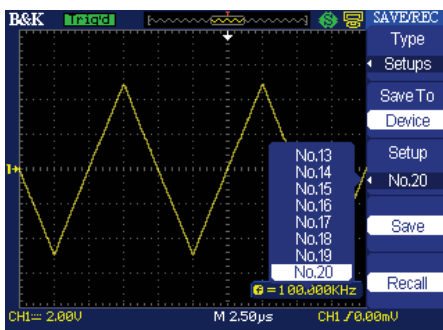 B&K Trig'd SAVE/REC
Type
Setups
Save To
Device
Setup
No.20
Save
Recall
No.13
No.14
No.15
No.16
No.17
No.18
No.19
No.20
=100.000KHz
1
CH1 2.00V M 2.50µs CH1 0.00mV